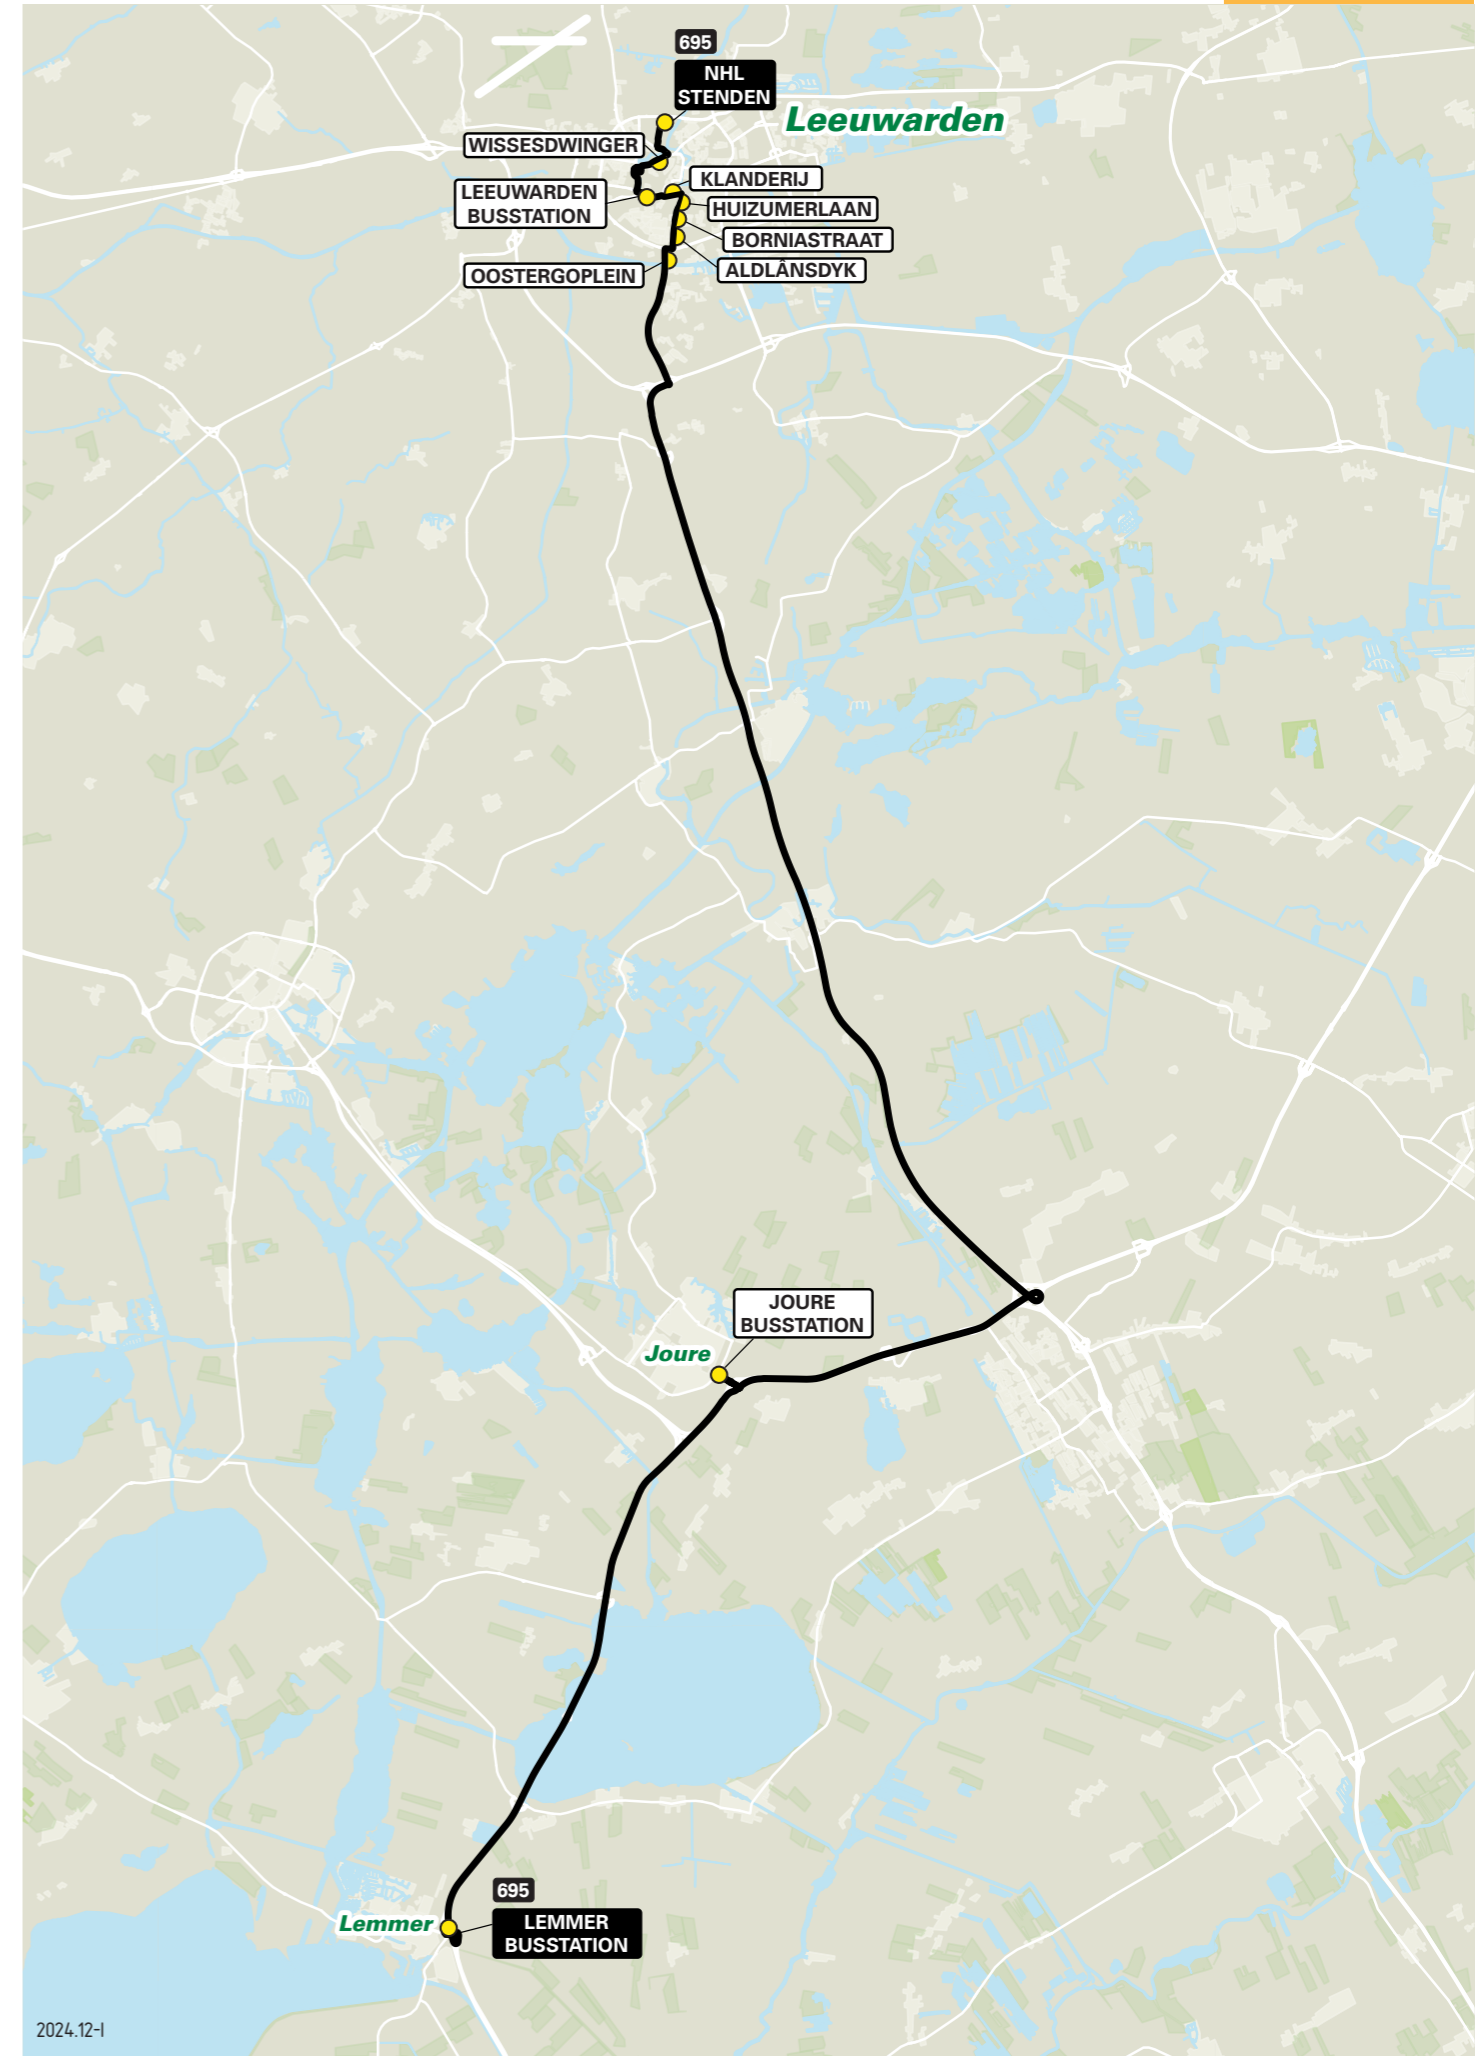 695
NHL
STENDEN
Leeuwarden
WISSESDWINGER
KLANDERIJ
LEEUWARDEN
BUSSTATION
HUIZUMERLAAN
BORNIASTRAAT
OOSTERGOPLEIN
ALDLÂNSDYK
JOURE
BUSSTATION
Joure
695
Lemmer
LEMMER
BUSSTATION
2024.12-I